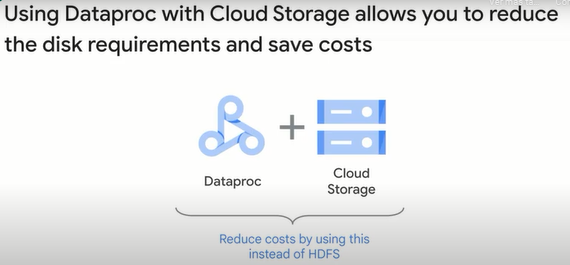 Using Dataproc with Cloud Storage allows you to reduce
the disk requirements and save costs
Dataproc
Cloud
Storage
Reduce costs by using this
instead of HDFS